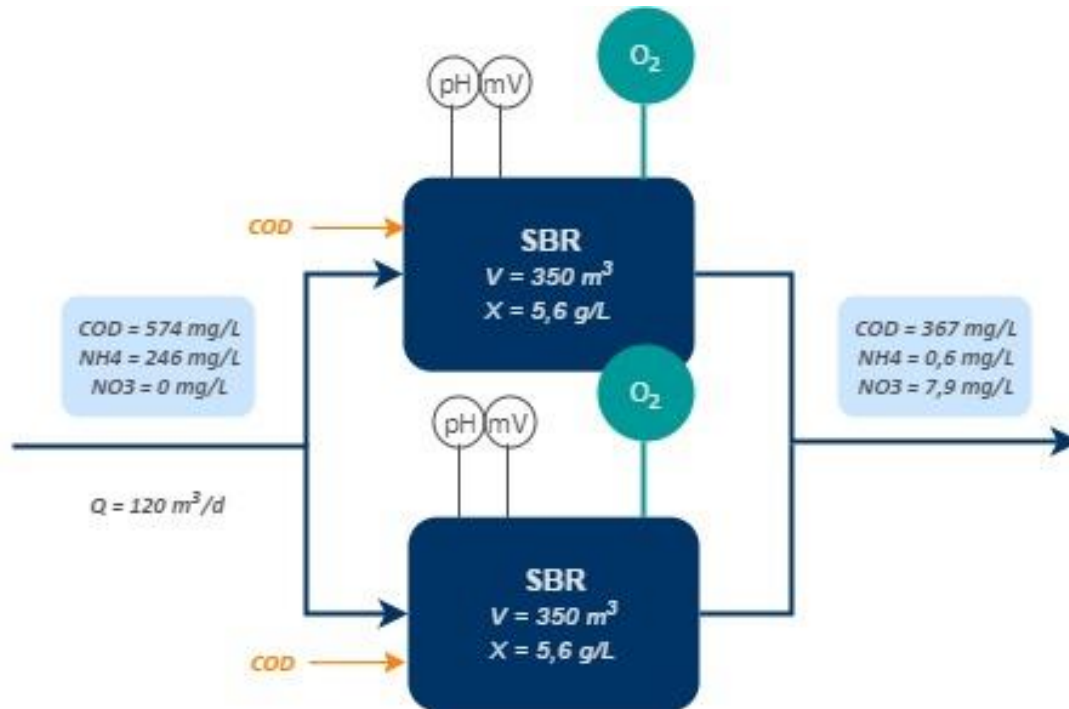 O₂
pH mV
COD
SBR
V = 350 m³
X = 5,6 g/L
COD = 574 mg/L
NH4 = 246 mg/L
NO3 = 0 mg/L
COD = 367 mg/L
NH4 = 0,6 mg/L
NO3 = 7,9 mg/L
O₂
pH mV
Q = 120 m³/d
SBR
V = 350 m³
X = 5,6 g/L
COD